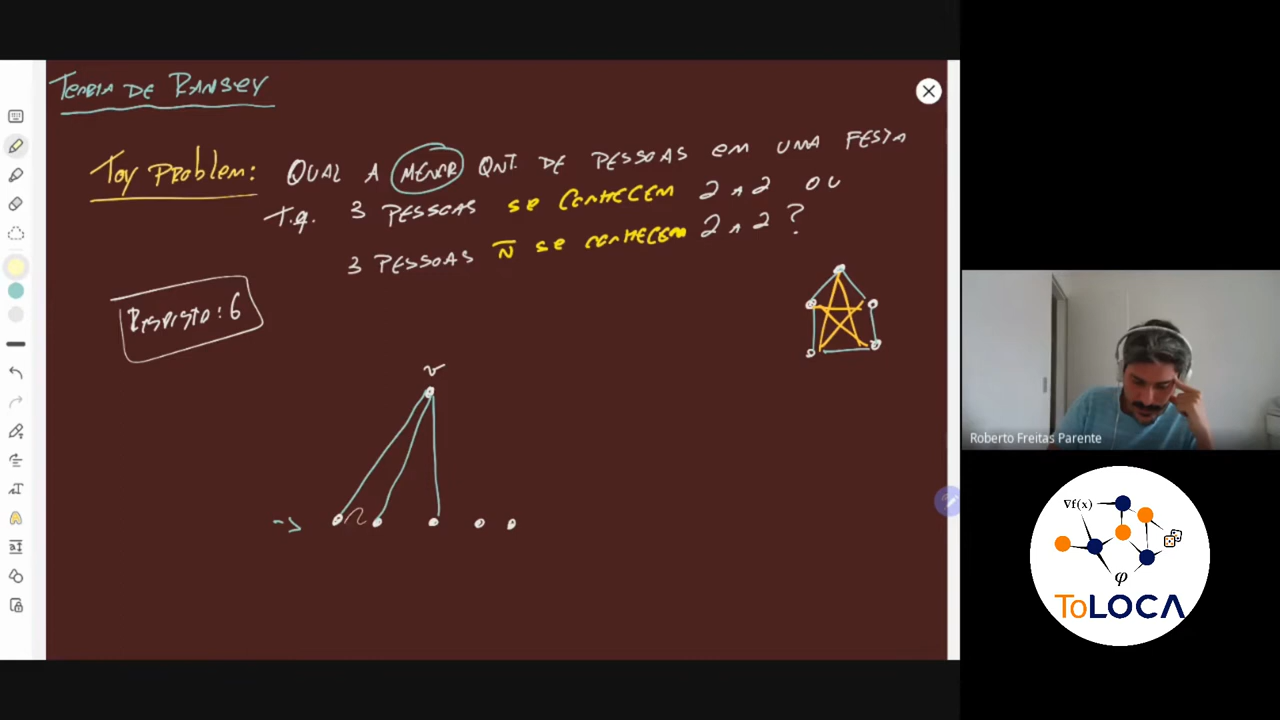 TEORIA DE RAMSEY
TOY PROBLEM: QUAL A MENOR QNT. DE PESSOAS EM UMA FESTA
T.q. 3 PESSOAS SE CONHECEM 2 A 2 OU
3 PESSOAS Ñ SE CONHECEM 2 A 2 ?
RESPOSTA: 6
v
Roberto Freitas Parente
∇f(x)
φ
ToLOCA